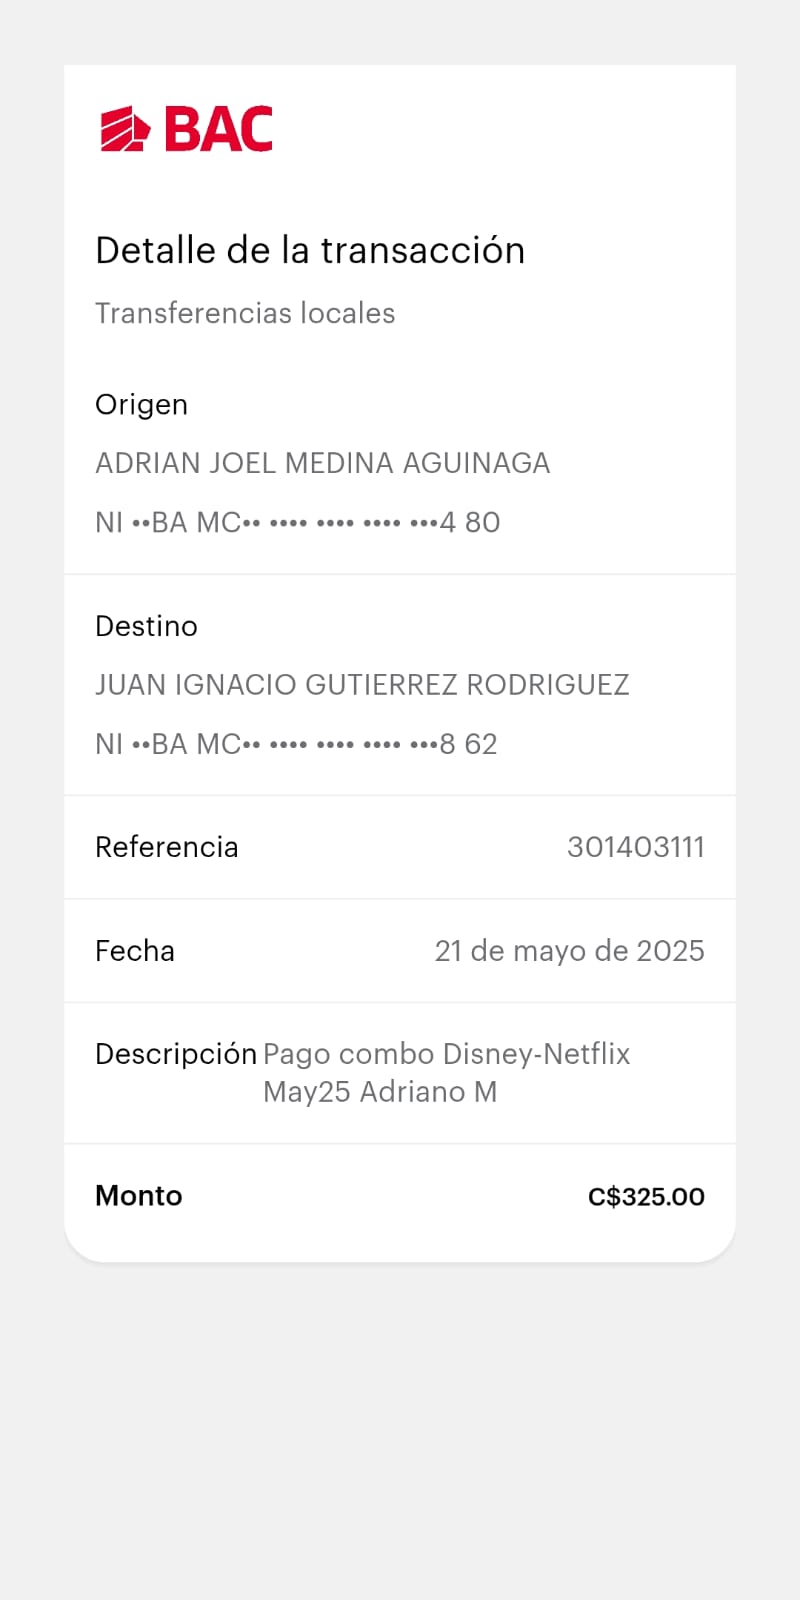 BAC
Detalle de la transacción
Transferencias locales
Origen
ADRIAN JOEL MEDINA AGUINAGA
NI ••BA MC•• •••• •••• •••• •••4 80
Destino
JUAN IGNACIO GUTIERREZ RODRIGUEZ
NI ••BA MC•• •••• •••• •••• •••8 62
Referencia 301403111
Fecha 21 de mayo de 2025
Descripción Pago combo Disney-Netflix
May25 Adriano M
Monto C$325.00